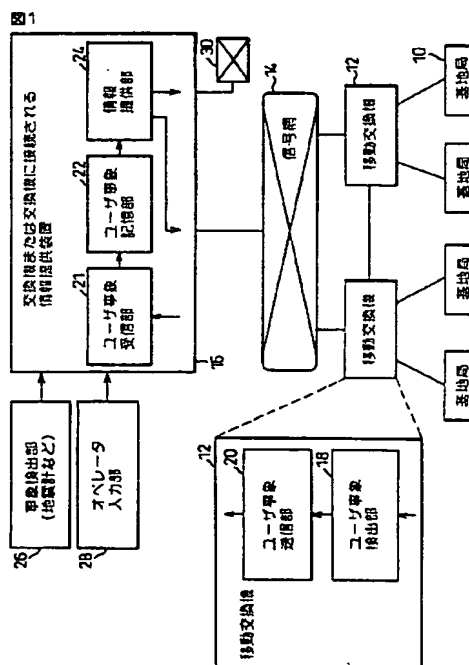 図1
交換機または交換機に接続される
情報提供装置
24
情報
提供部
22
ユーザ事象
記憶部
21
ユーザ事象
受信部
16
30
事象検出部
(地震計など)
26
オペレータ
入力部
28
14
信号網
12
移動交換機
移動交換機
10
基地局
基地局
基地局
基地局
12
移動交換機
20
ユーザ事象
送信部
18
ユーザ事象
検出部